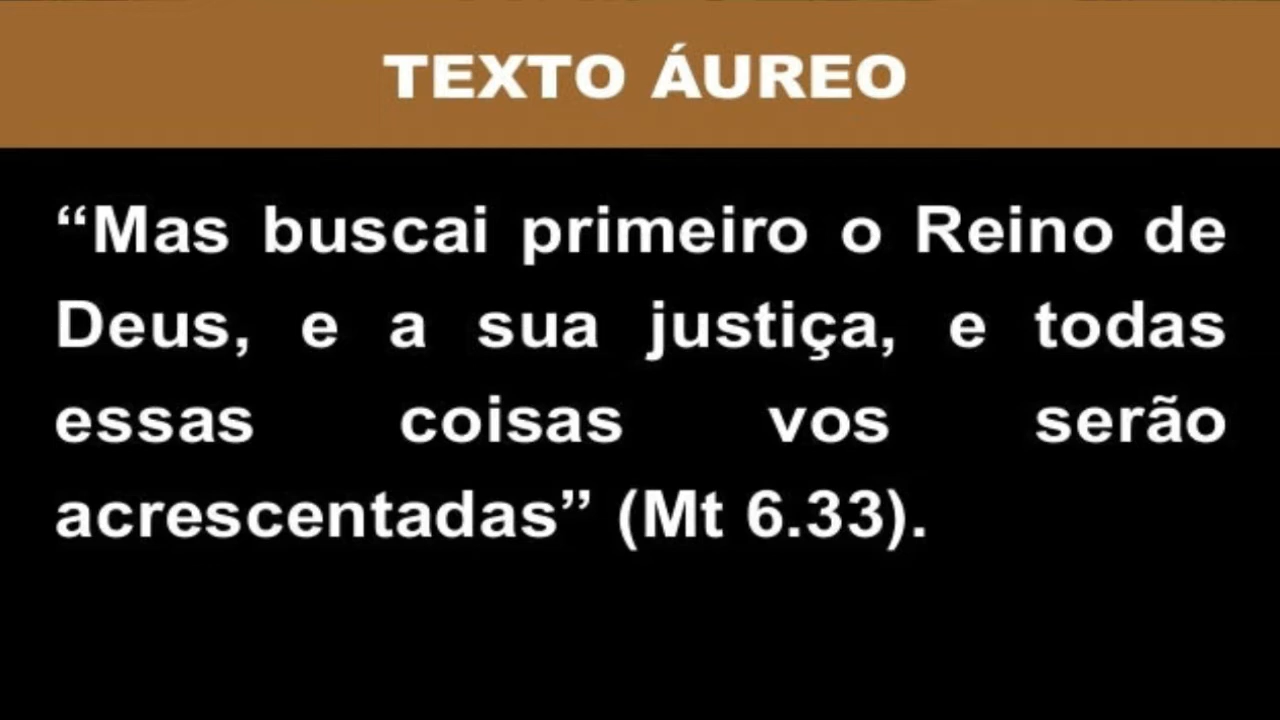 TEXTO ÁUREO
“Mas buscai primeiro o Reino de
Deus, e a sua justiça, e todas
essas coisas vos serão
acrescentadas” (Mt 6.33).